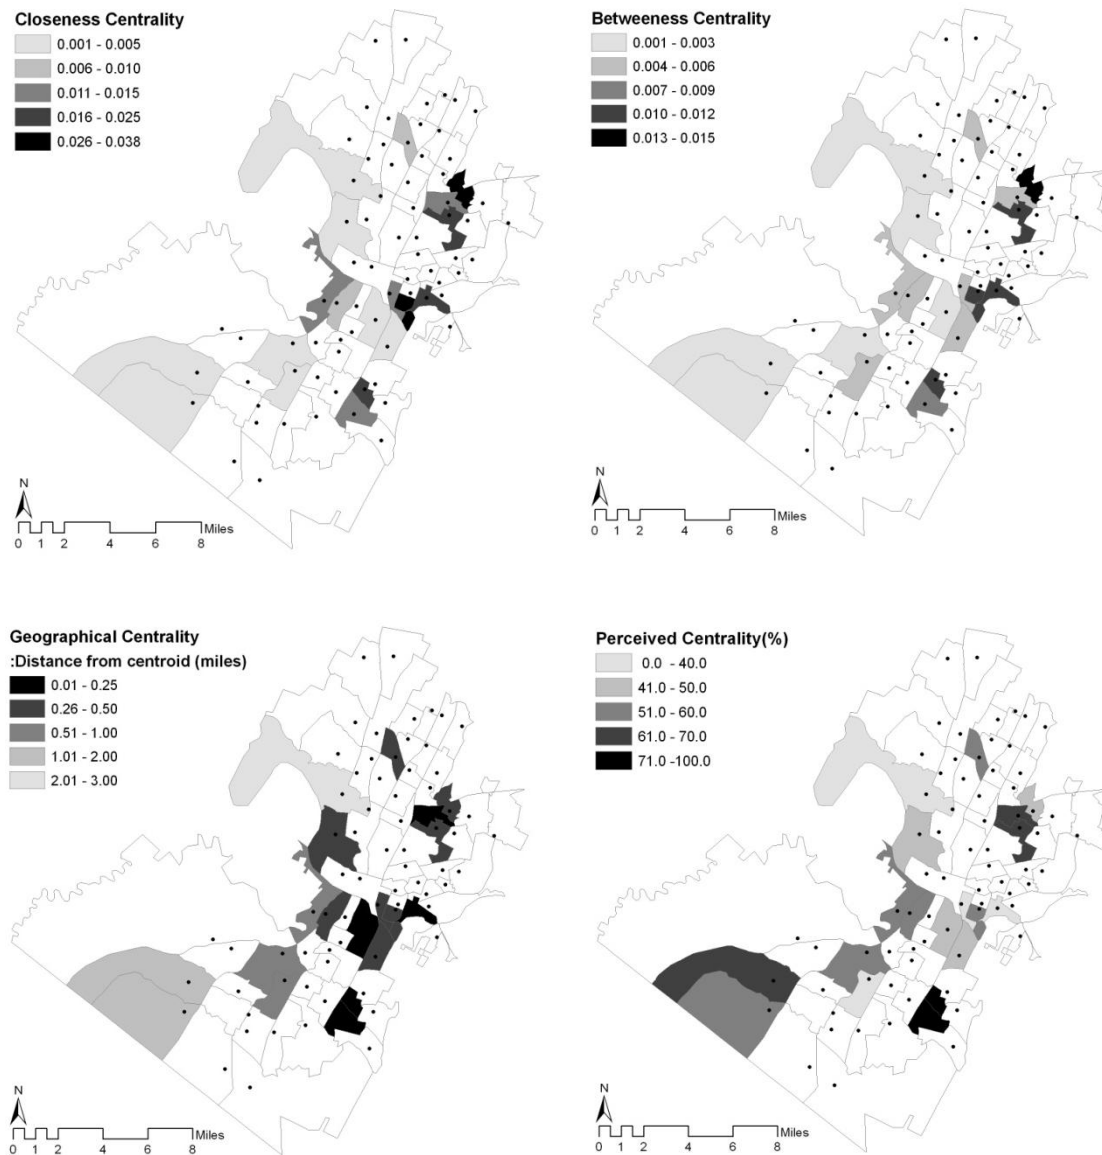 Closeness Centrality
0.001 - 0.005
0.006 - 0.010
0.011 - 0.015
0.016 - 0.025
0.026 - 0.038
N
Miles
0 1 2 4 6 8
Betweeness Centrality
0.001 - 0.003
0.004 - 0.006
0.007 - 0.009
0.010 - 0.012
0.013 - 0.015
N
Miles
0 1 2 4 6 8
Geographical Centrality
:Distance from centroid (miles)
0.01 - 0.25
0.26 - 0.50
0.51 - 1.00
1.01 - 2.00
2.01 - 3.00
N
Miles
0 1 2 4 6 8
Perceived Centrality(%)
0.0 - 40.0
41.0 - 50.0
51.0 - 60.0
61.0 - 70.0
71.0 -100.0
N
Miles
0 1 2 4 6 8